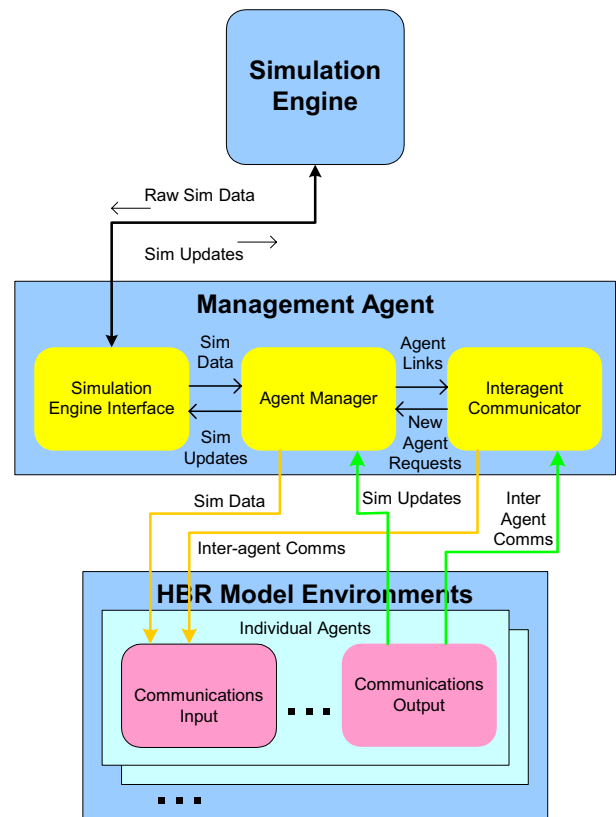 Simulation
Engine
Raw Sim Data
Sim Updates
Management Agent
Simulation
Engine Interface
Sim
Data
Sim
Updates
Agent Manager
Agent
Links
New
Agent
Requests
Interagent
Communicator
Sim Data
Sim Updates
Inter
Agent
Comms
Inter-agent Comms
HBR Model Environments
Individual Agents
Communications
Input
Communications
Output